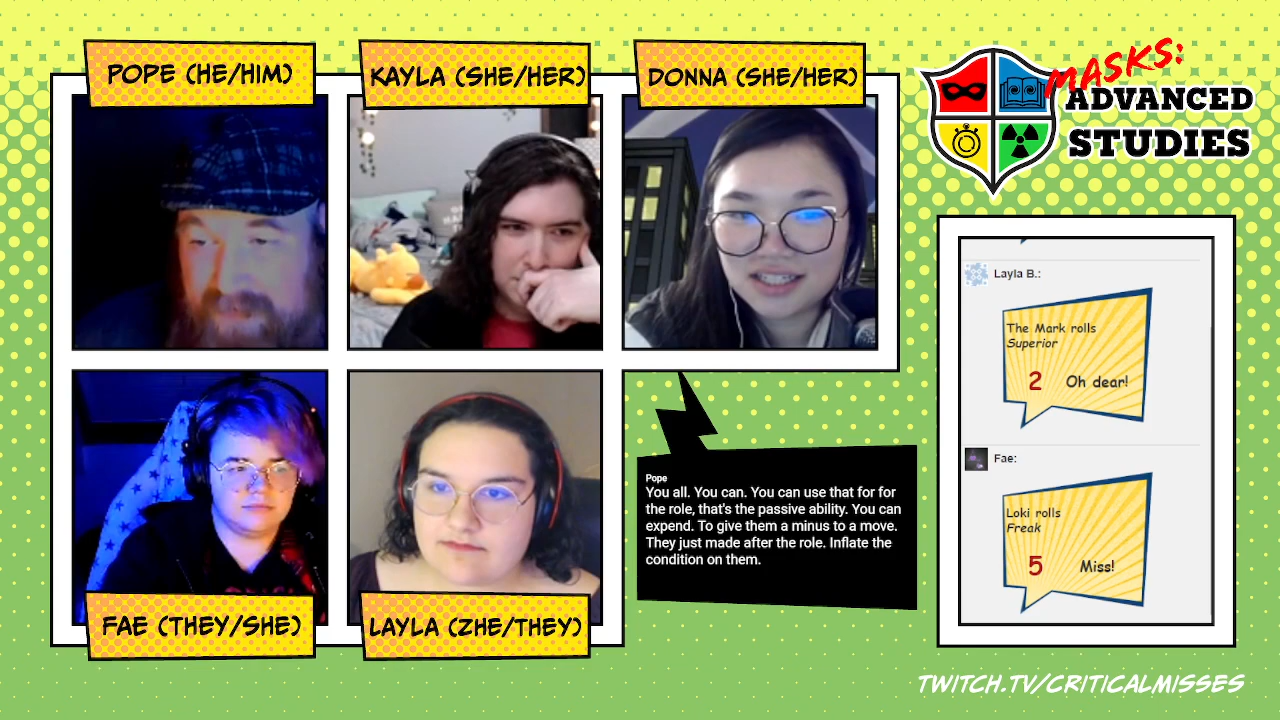 POPE (HE/HIM)
KAYLA (SHE/HER)
DONNA (SHE/HER)
MASKS:
ADVANCED
STUDIES
Layla B.:
The Mark rolls
Superior
2 Oh dear!
Fae:
Loki rolls
Freak
5 Miss!
Pope
You all. You can. You can use that for for
the role, that's the passive ability. You can
expend. To give them a minus to a move.
They just made after the role. Inflate the
condition on them.
FAE (THEY/SHE)
LAYLA (ZHE/THEY)
TWITCH.TV/CRITICALMISSES